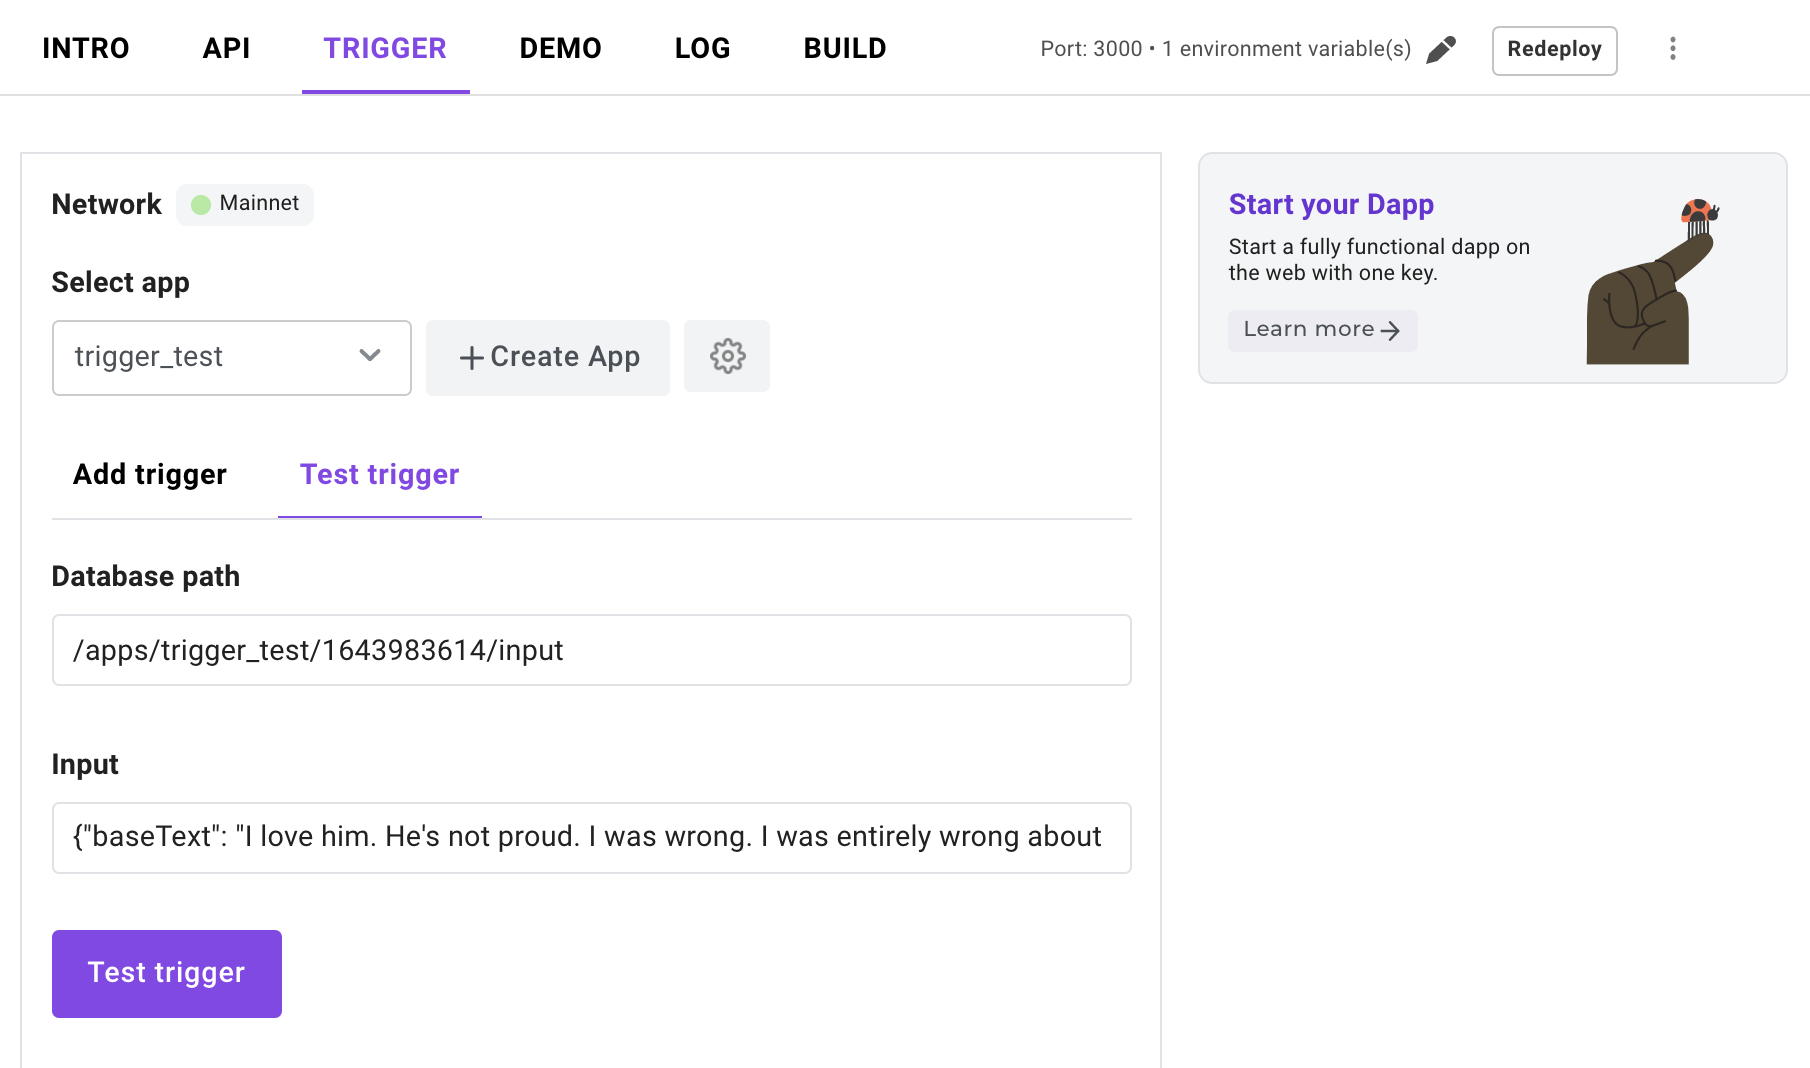 INTRO API TRIGGER DEMO LOG BUILD Port: 3000 • 1 environment variable(s) Redeploy
Network Mainnet
Select app
trigger_test + Create App
Add trigger Test trigger
Database path
/apps/trigger_test/1643983614/input
Input
{"baseText": "I love him. He's not proud. I was wrong. I was entirely wrong about
Test trigger
Start your Dapp
Start a fully functional dapp on
the web with one key.
Learn more →